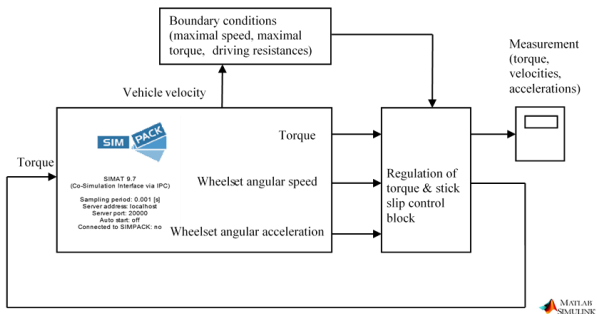 Boundary conditions
(maximal speed, maximal
torque, driving resistances)
Measurement
(torque,
velocities,
accelerations)
Vehicle velocity
SIM PACK
Torque
Torque
SIMAT 9.7
(Co-Simulation Interface via IPC)
Wheelset angular speed
Regulation of
torque & stick
slip control
block
Sampling period: 0.001 [s]
Server address: localhost
Server port: 20000
Auto start: off
Connected to SIMPACK: no
Wheelset angular acceleration
MATLAB
SIMULINK